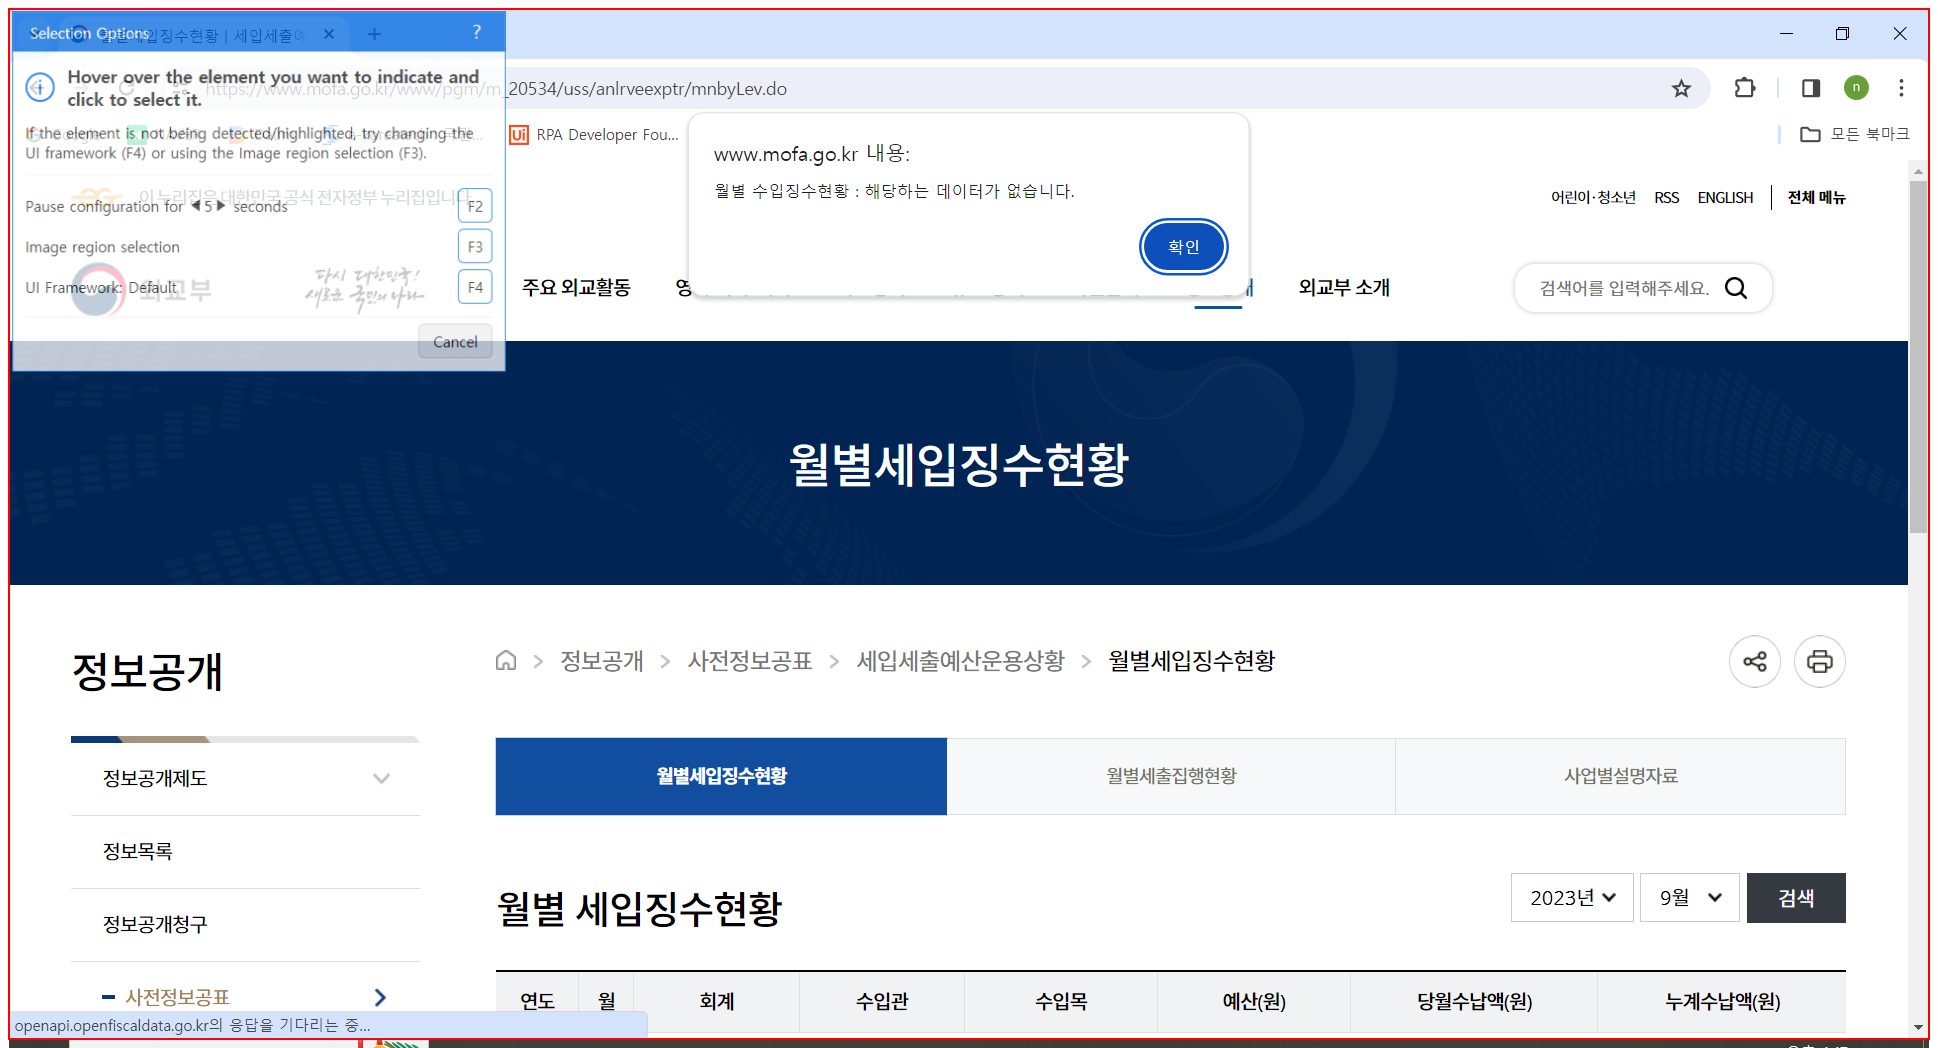 Selection Options
?
월별세입징수현황 | 세입세출예
Hover over the element you want to indicate and
click to select it.
https://www.mofa.go.kr/www/pgm/m_20534/uss/anlrveexptr/mnbyLev.do
n
If the element is not being detected/highlighted, try changing the
UI framework (F4) or using the Image region selection (F3).
Ui RPA Developer Fou...
모든 북마크
이 누리집은 대한민국 공식 전자정부 누리집입니다.
Pause configuration for 5 seconds
F2
Image region selection
F3
UI Framework: Default
F4
Cancel
외교부
다시 대한민국!
새로운 국민의 나라
www.mofa.go.kr 내용:
월별 수입징수현황 : 해당하는 데이터가 없습니다.
확인
어린이·청소년 RSS ENGLISH 전체 메뉴
주요 외교활동
외교부 소개
검색어를 입력해주세요.
월별세입징수현황
정보공개
정보공개 > 사전정보공표 > 세입세출예산운용상황 > 월별세입징수현황
정보공개제도
정보목록
정보공개청구
사전정보공표
월별세입징수현황 월별세출집행현황 사업별설명자료
월별 세입징수현황
2023년 9월 검색
연도 월 회계 수입관 수입목 예산(원) 당월수납액(원) 누계수납액(원)
openapi.openfiscaldata.go.kr의 응답을 기다리는 중...